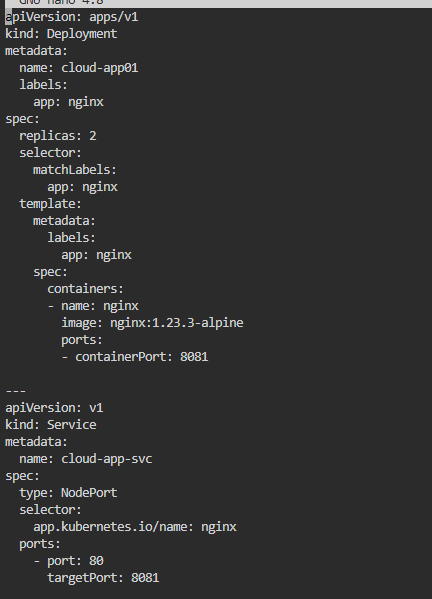 GNU nano 4.8
apiVersion: apps/v1
kind: Deployment
metadata:
  name: cloud-app01
  labels:
    app: nginx
spec:
  replicas: 2
  selector:
    matchLabels:
      app: nginx
  template:
    metadata:
      labels:
        app: nginx
    spec:
      containers:
      - name: nginx
        image: nginx:1.23.3-alpine
        ports:
        - containerPort: 8081
---
apiVersion: v1
kind: Service
metadata:
  name: cloud-app-svc
spec:
  type: NodePort
  selector:
    app.kubernetes.io/name: nginx
  ports:
    - port: 80
      targetPort: 8081